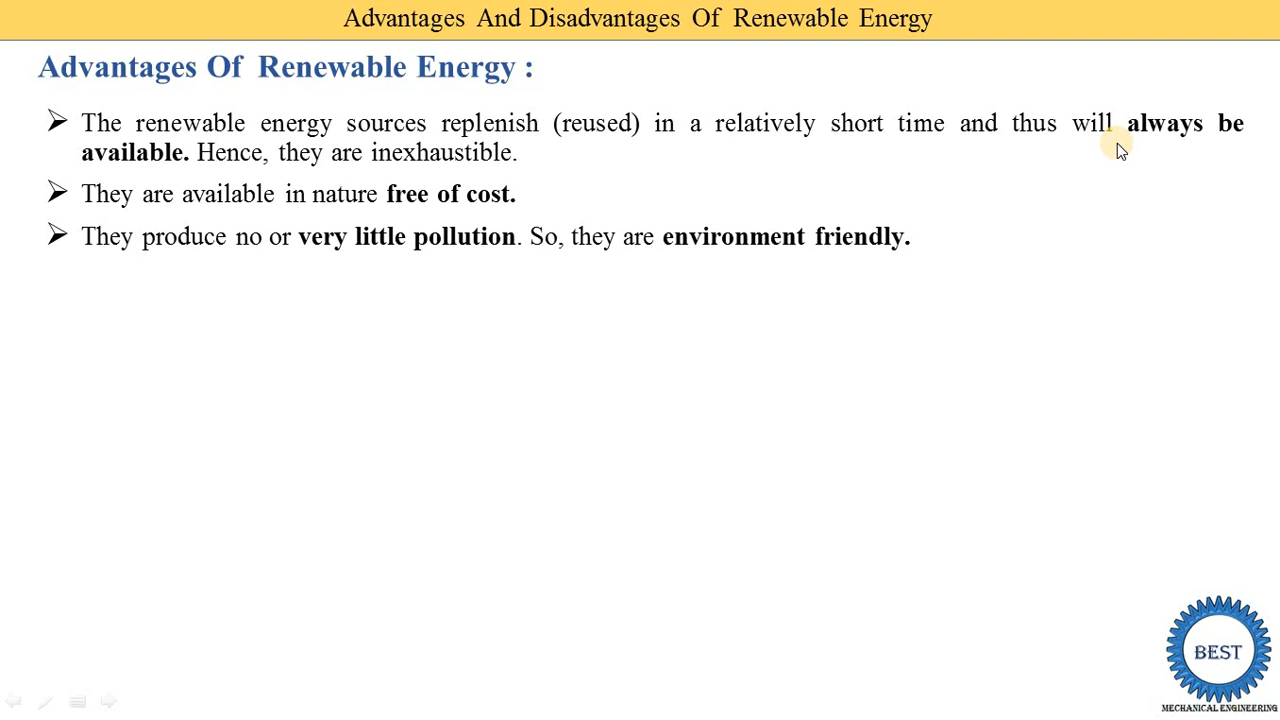 Advantages And Disadvantages Of Renewable Energy
Advantages Of Renewable Energy :
➢ The renewable energy sources replenish (reused) in a relatively short time and thus will always be
available. Hence, they are inexhaustible.
➢ They are available in nature free of cost.
➢ They produce no or very little pollution. So, they are environment friendly.
BEST
MECHANICAL ENGINEERING